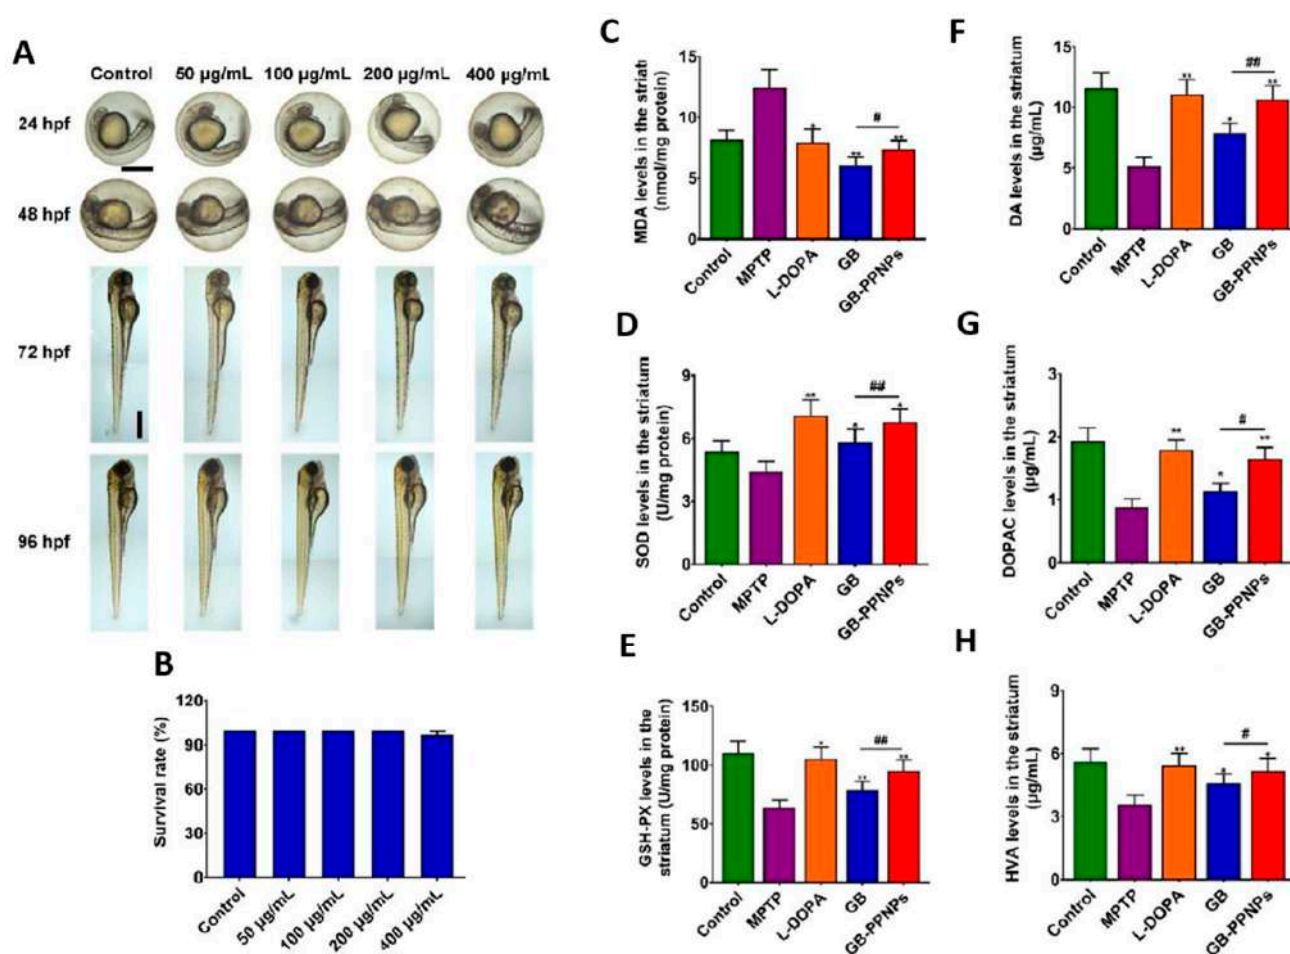 A
Control 50 µg/mL 100 µg/mL 200 µg/mL 400 µg/mL
24 hpf
48 hpf
72 hpf
96 hpf
B
Survival rate (%)
120
90
60
30
0
Control 50 µg/mL 100 µg/mL 200 µg/mL 400 µg/mL
C
MDA levels in the striatı
(nmol/mg protein)
15
10
5
0
*
**
#
**
Control MPTP L-DOPA GB GB-PPNPs
D
SOD levels in the striatum
(U/mg protein)
9
6
3
0
**
*
##
*
Control MPTP L-DOPA GB GB-PPNPs
E
GSH-PX levels in the
striatum (U/mg protein)
150
100
50
0
*
**
##
**
Control MPTP L-DOPA GB GB-PPNPs
F
DA levels in the striatum
(µg/mL)
15
10
5
0
**
*
##
**
Control MPTP L-DOPA GB GB-PPNPs
G
DOPAC levels in the striatum
(µg/mL)
3
2
1
0
**
*
#
**
Control MPTP L-DOPA GB GB-PPNPs
H
HVA levels in the striatum
(µg/mL)
9
6
3
0
**
*
#
*
Control MPTP L-DOPA GB GB-PPNPs